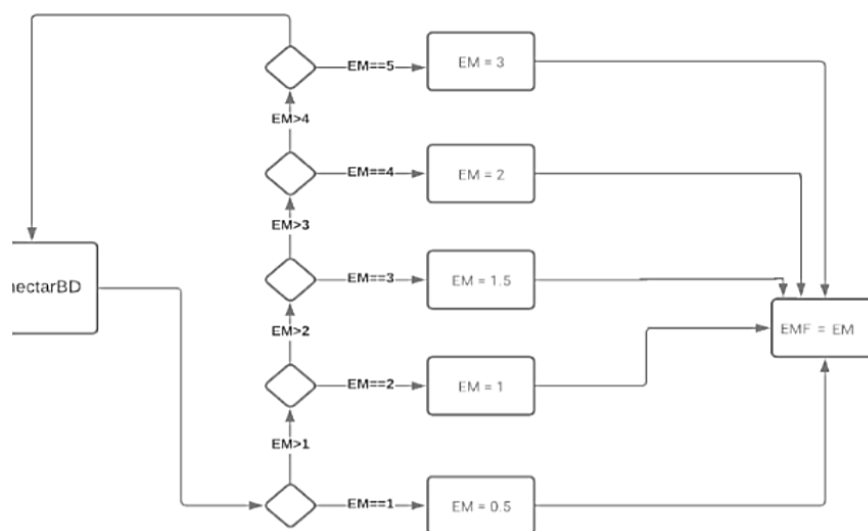 EM==5
EM = 3
EM>4
EM==4
EM = 2
EM>3
EM==3
EM = 1.5
nectarBD
EM>2
EMF = EM
EM==2
EM = 1
EM>1
EM==1
EM = 0.5